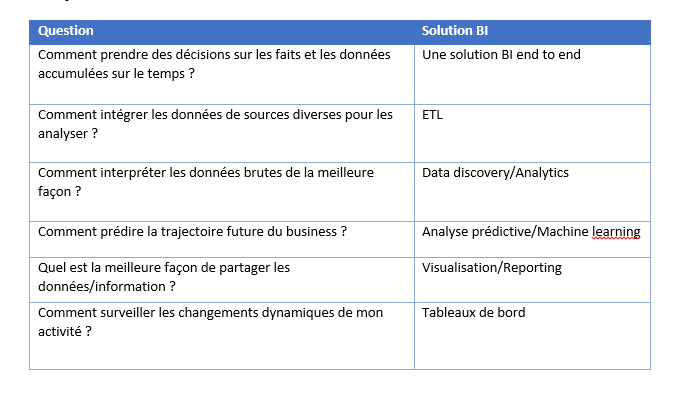 Question Solution BI
Comment prendre des décisions sur les faits et les données Une solution BI end to end
accumulées sur le temps ?
Comment intégrer les données de sources diverses pour les ETL
analyser ?
Comment interpréter les données brutes de la meilleure Data discovery/Analytics
façon ?
Comment prédire la trajectoire future du business ? Analyse prédictive/Machine learning
Quel est la meilleure façon de partager les Visualisation/Reporting
données/information ?
Comment surveiller les changements dynamiques de mon Tableaux de bord
activité ?